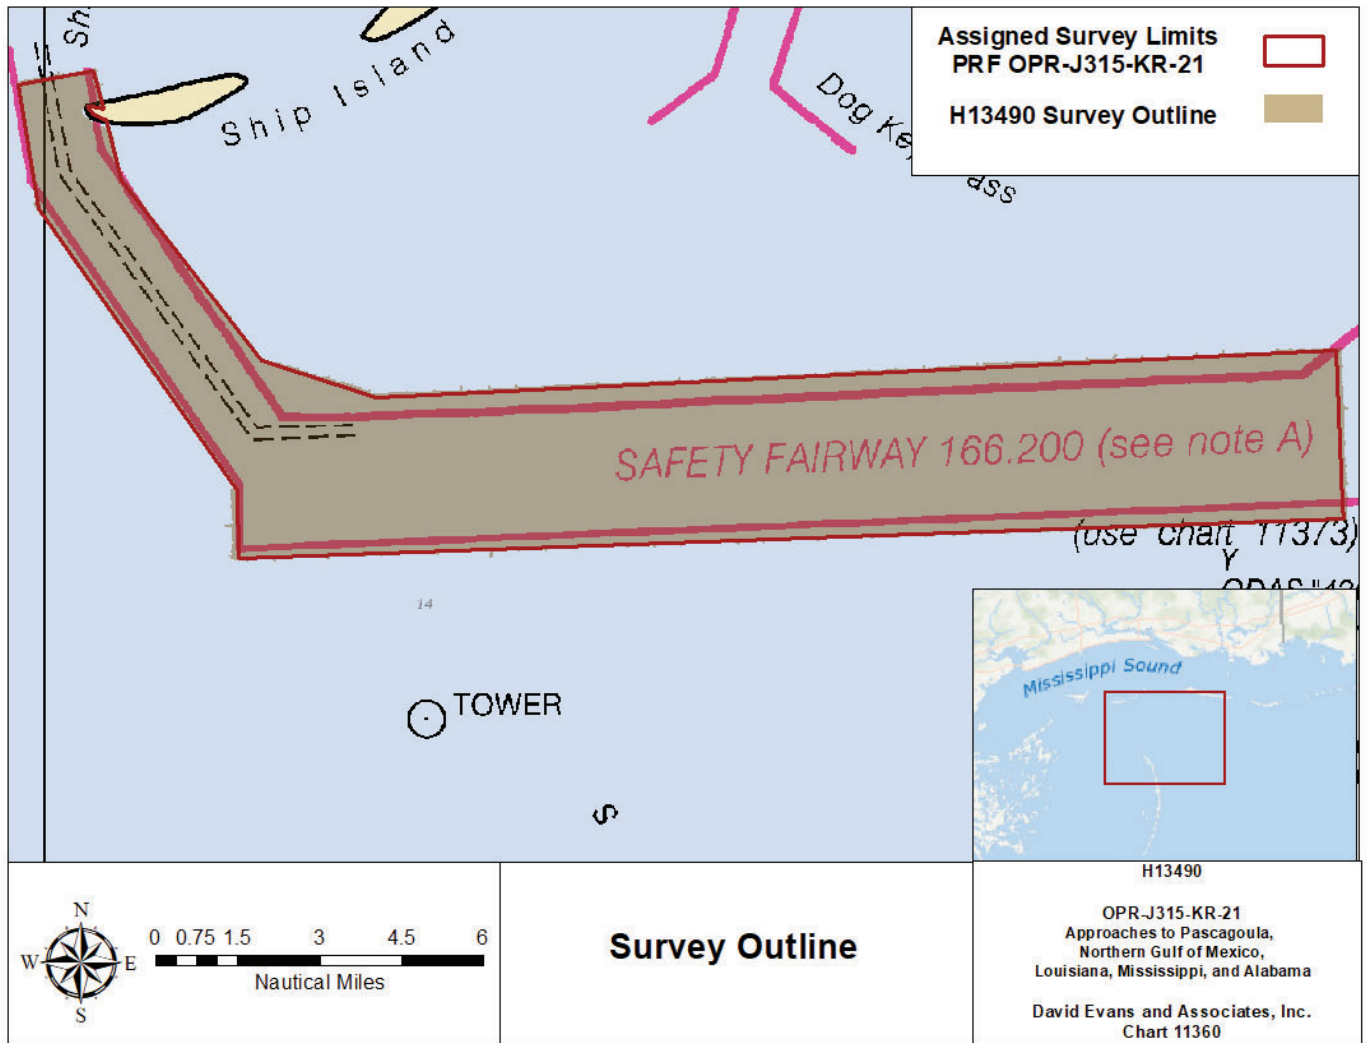 Sh
Ship Island
Dog Ke
ass
Assigned Survey Limits
PRF OPR-J315-KR-21
H13490 Survey Outline
SAFETY FAIRWAY 166.200 (see note A)
(use chart 11373)
Y
14
TOWER
S
Mississippi Sound
N
W
E
S
0 0.75 1.5 3 4.5 6
Nautical Miles
Survey Outline
H13490
OPR-J315-KR-21
Approaches to Pascagoula,
Northern Gulf of Mexico,
Louisiana, Mississippi, and Alabama
David Evans and Associates, Inc.
Chart 11360